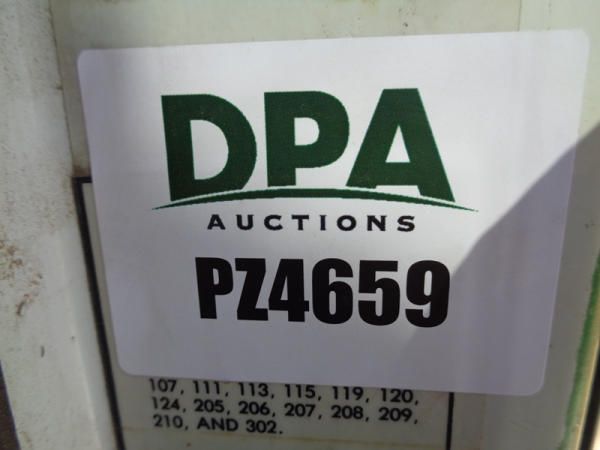 DPA
AUCTIONS
PZ4659
107, 111, 113, 115, 119, 120,
124, 205, 206, 207, 208, 209,
210, AND 302.